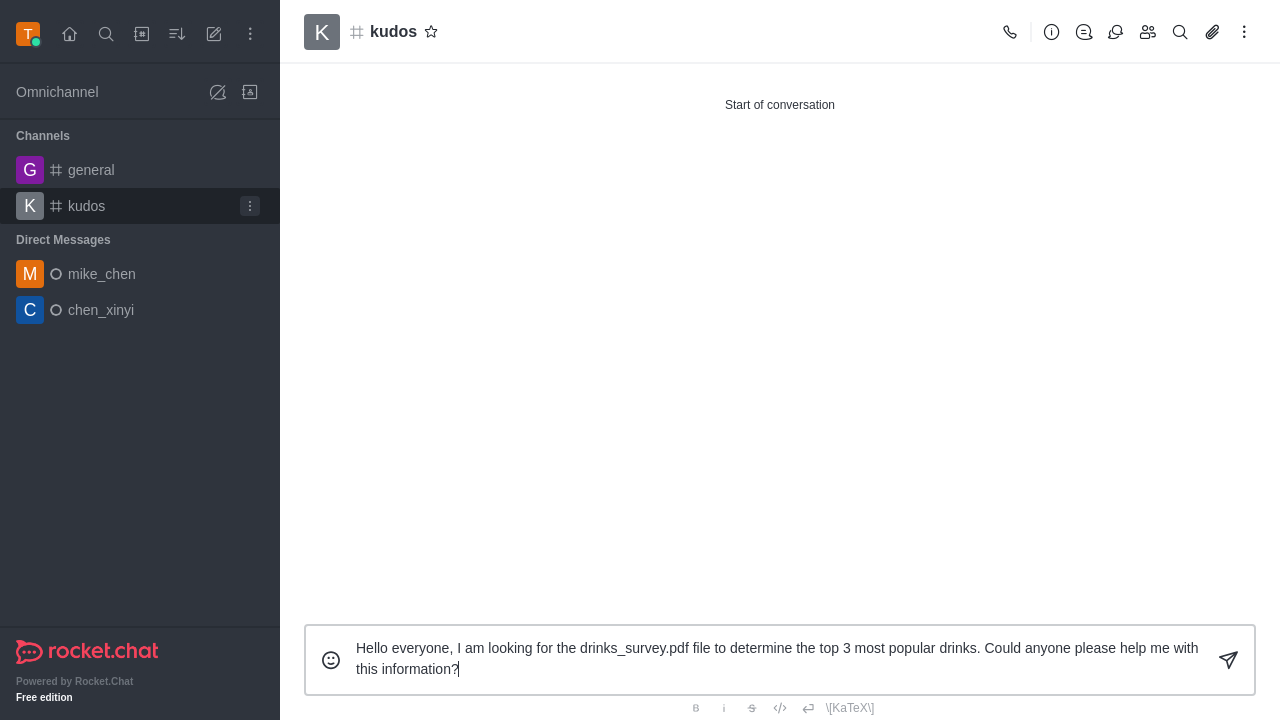 T
Omnichannel
Channels
G general
K kudos
Direct Messages
M mike_chen
C chen_xinyi
rocket.chat
Powered by Rocket.Chat
Free edition
K kudos
Start of conversation
Hello everyone, I am looking for the drinks_survey.pdf file to determine the top 3 most popular drinks. Could anyone please help me with
this information?
B i S \[KaTeX\]